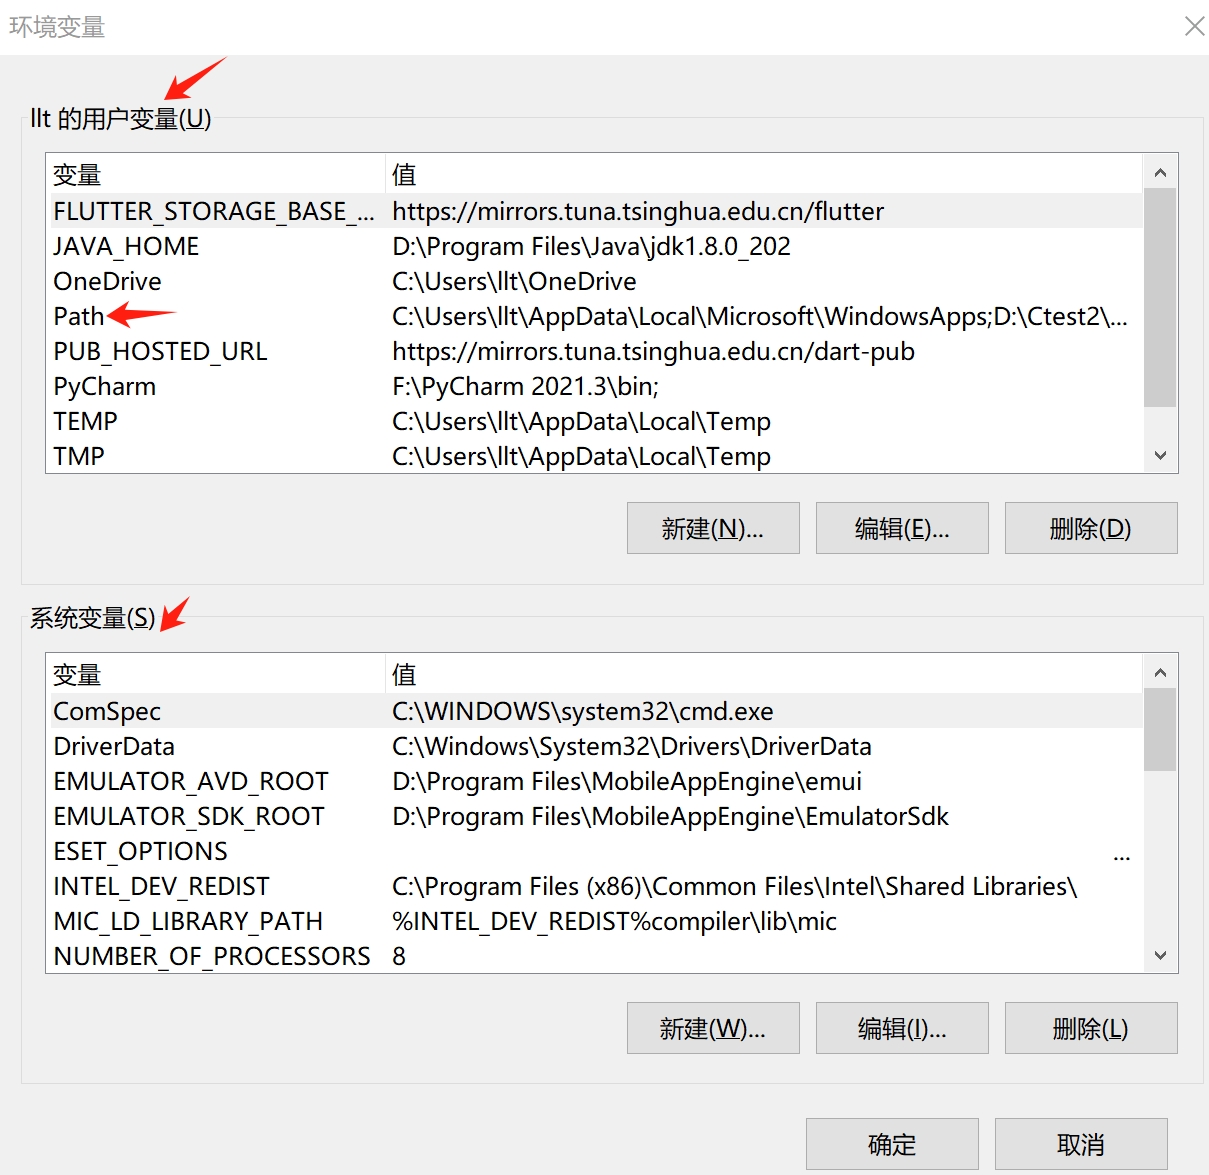 环境变量
llt 的用户变量(U)
变量 值
FLUTTER_STORAGE_BASE_... https://mirrors.tuna.tsinghua.edu.cn/flutter
JAVA_HOME D:\Program Files\Java\jdk1.8.0_202
OneDrive C:\Users\llt\OneDrive
Path C:\Users\llt\AppData\Local\Microsoft\WindowsApps;D:\Ctest2\...
PUB_HOSTED_URL https://mirrors.tuna.tsinghua.edu.cn/dart-pub
PyCharm F:\PyCharm 2021.3\bin;
TEMP C:\Users\llt\AppData\Local\Temp
TMP C:\Users\llt\AppData\Local\Temp
新建(N)... 编辑(E)... 删除(D)
系统变量(S)
变量 值
ComSpec C:\WINDOWS\system32\cmd.exe
DriverData C:\Windows\System32\Drivers\DriverData
EMULATOR_AVD_ROOT D:\Program Files\MobileAppEngine\emui
EMULATOR_SDK_ROOT D:\Program Files\MobileAppEngine\EmulatorSdk
ESET_OPTIONS ...
INTEL_DEV_REDIST C:\Program Files (x86)\Common Files\Intel\Shared Libraries\
MIC_LD_LIBRARY_PATH %INTEL_DEV_REDIST%compiler\lib\mic
NUMBER_OF_PROCESSORS 8
新建(W)... 编辑(I)... 删除(L)
确定 取消